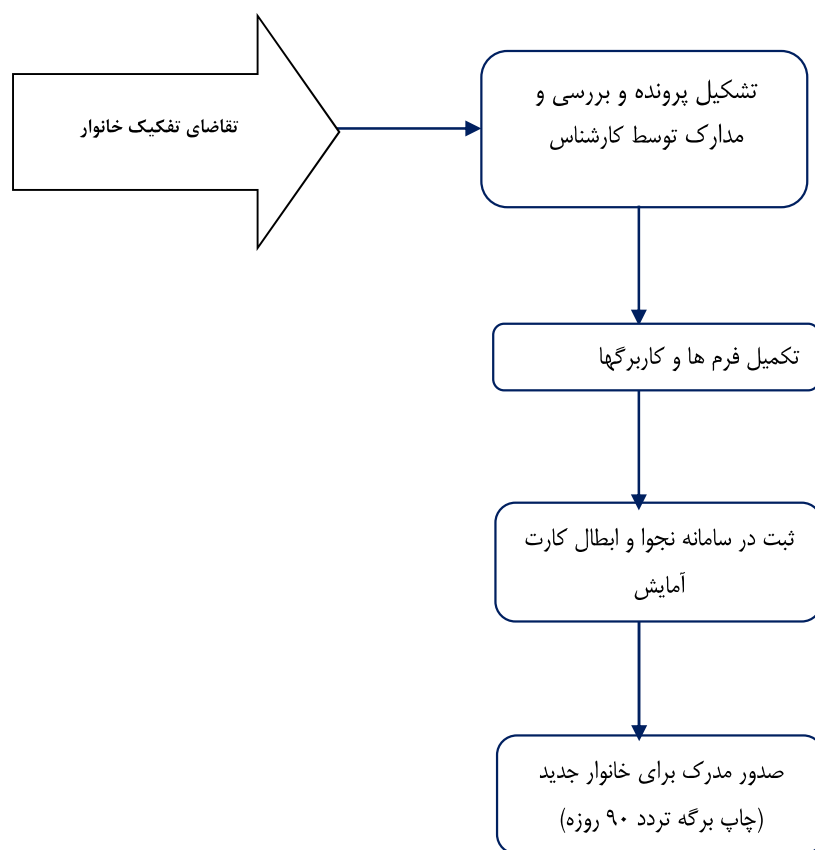 تقاضای تفکیک خانوار
تشکیل پرونده و بررسی و
مدارک توسط کارشناس
تکمیل فرم ها و کاربرگها
ثبت در سامانه نجوا و ابطال کارت
آمایش
صدور مدرک برای خانوار جدید
(چاپ برگه تردد ۹۰ روزه)